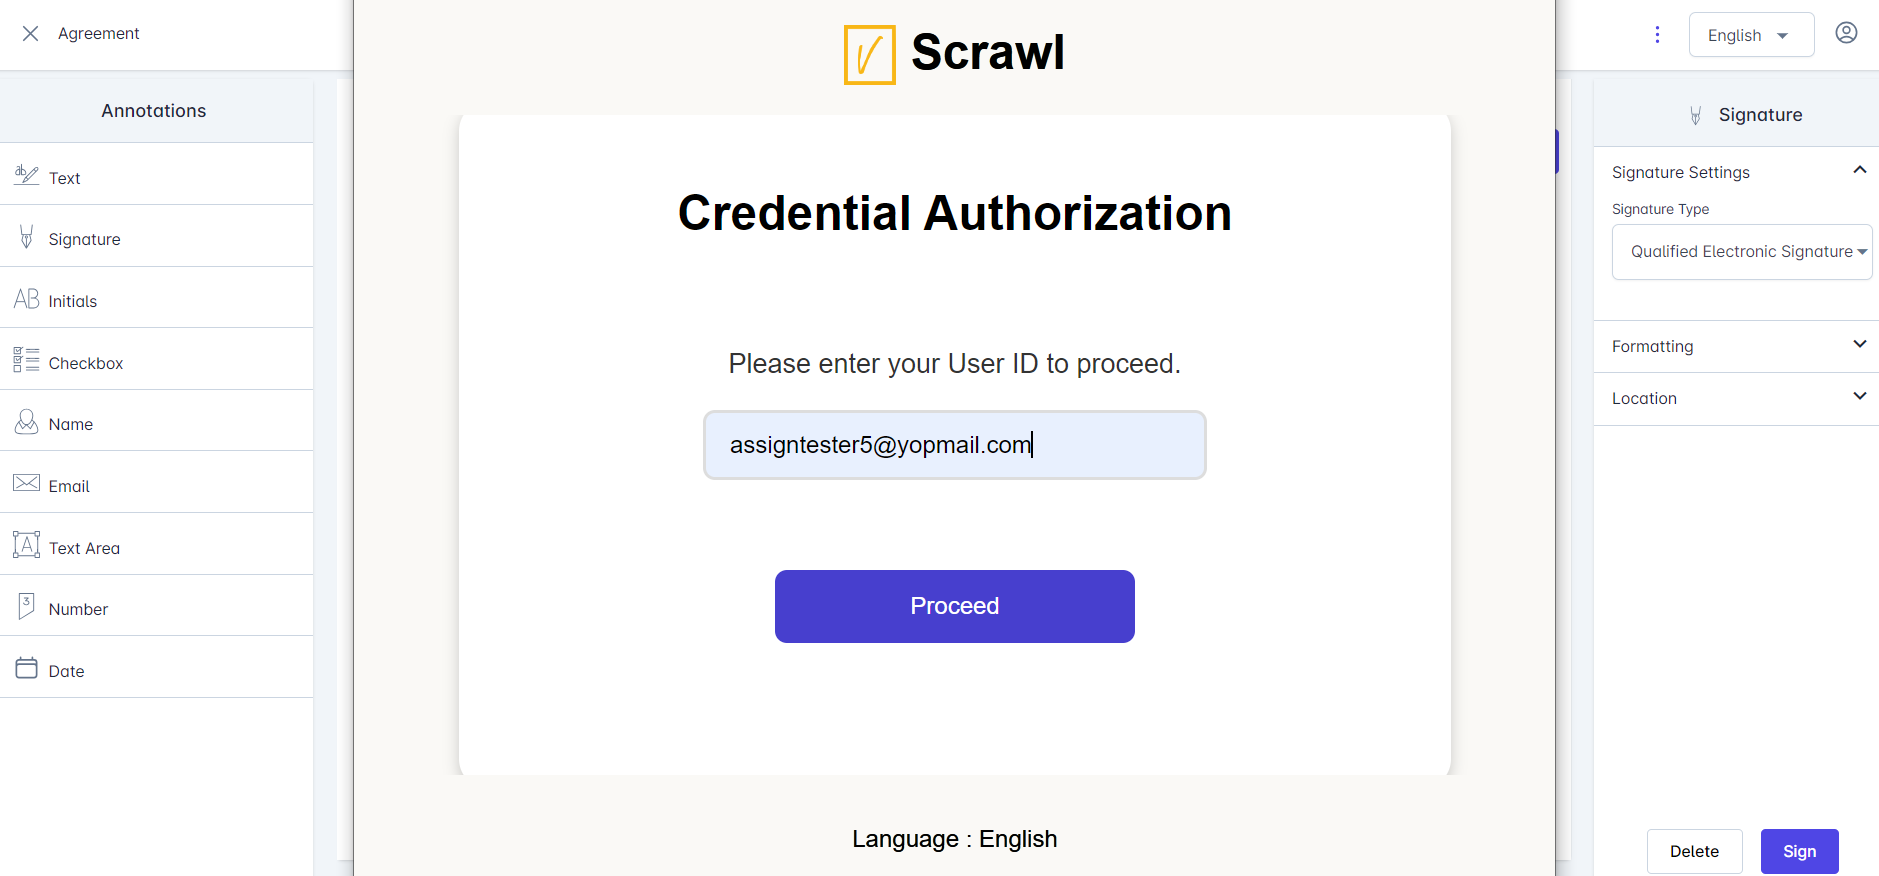 Agreement
English
Annotations
Text
Signature
Initials
Checkbox
Name
Email
Text Area
Number
Date
Scrawl
Credential Authorization
Please enter your User ID to proceed.
assigntester5@yopmail.com
Proceed
Language : English
Signature
Signature Settings
Signature Type
Qualified Electronic Signature
Formatting
Location
Delete
Sign